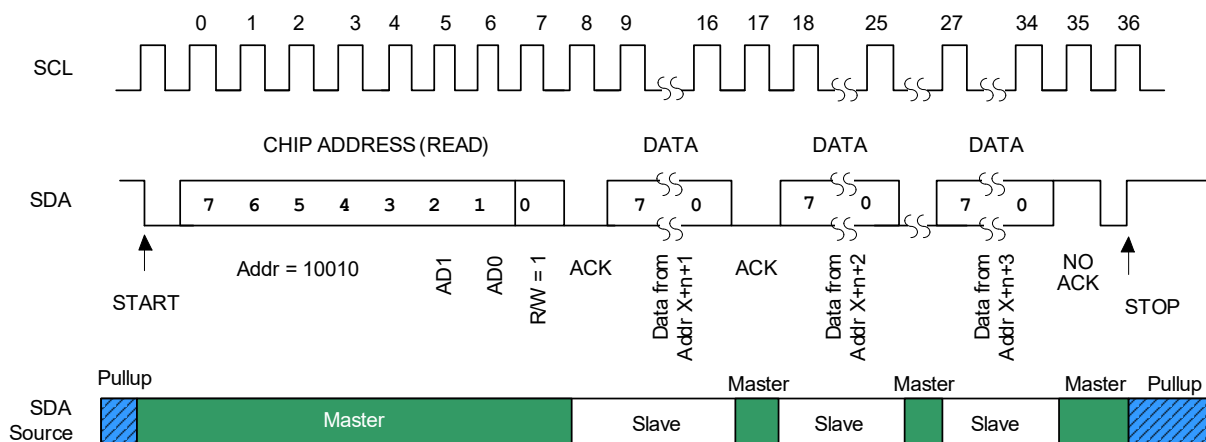 0 1 2 3 4 5 6 7 8 9 16 17 18 25 27 34 35 36
SCL
CHIP ADDRESS (READ) DATA DATA DATA
SDA
7 6 5 4 3 2 1 0 7 0 7 0 7 0
START
Addr = 10010
AD1
AD0
R/W = 1
ACK
Data from
Addr X+n+1
ACK
Data from
Addr X+n+2
Data from
Addr X+n+3
NO
ACK
STOP
Pullup Master Master Master Pullup
SDA
Source
Master Slave Slave Slave